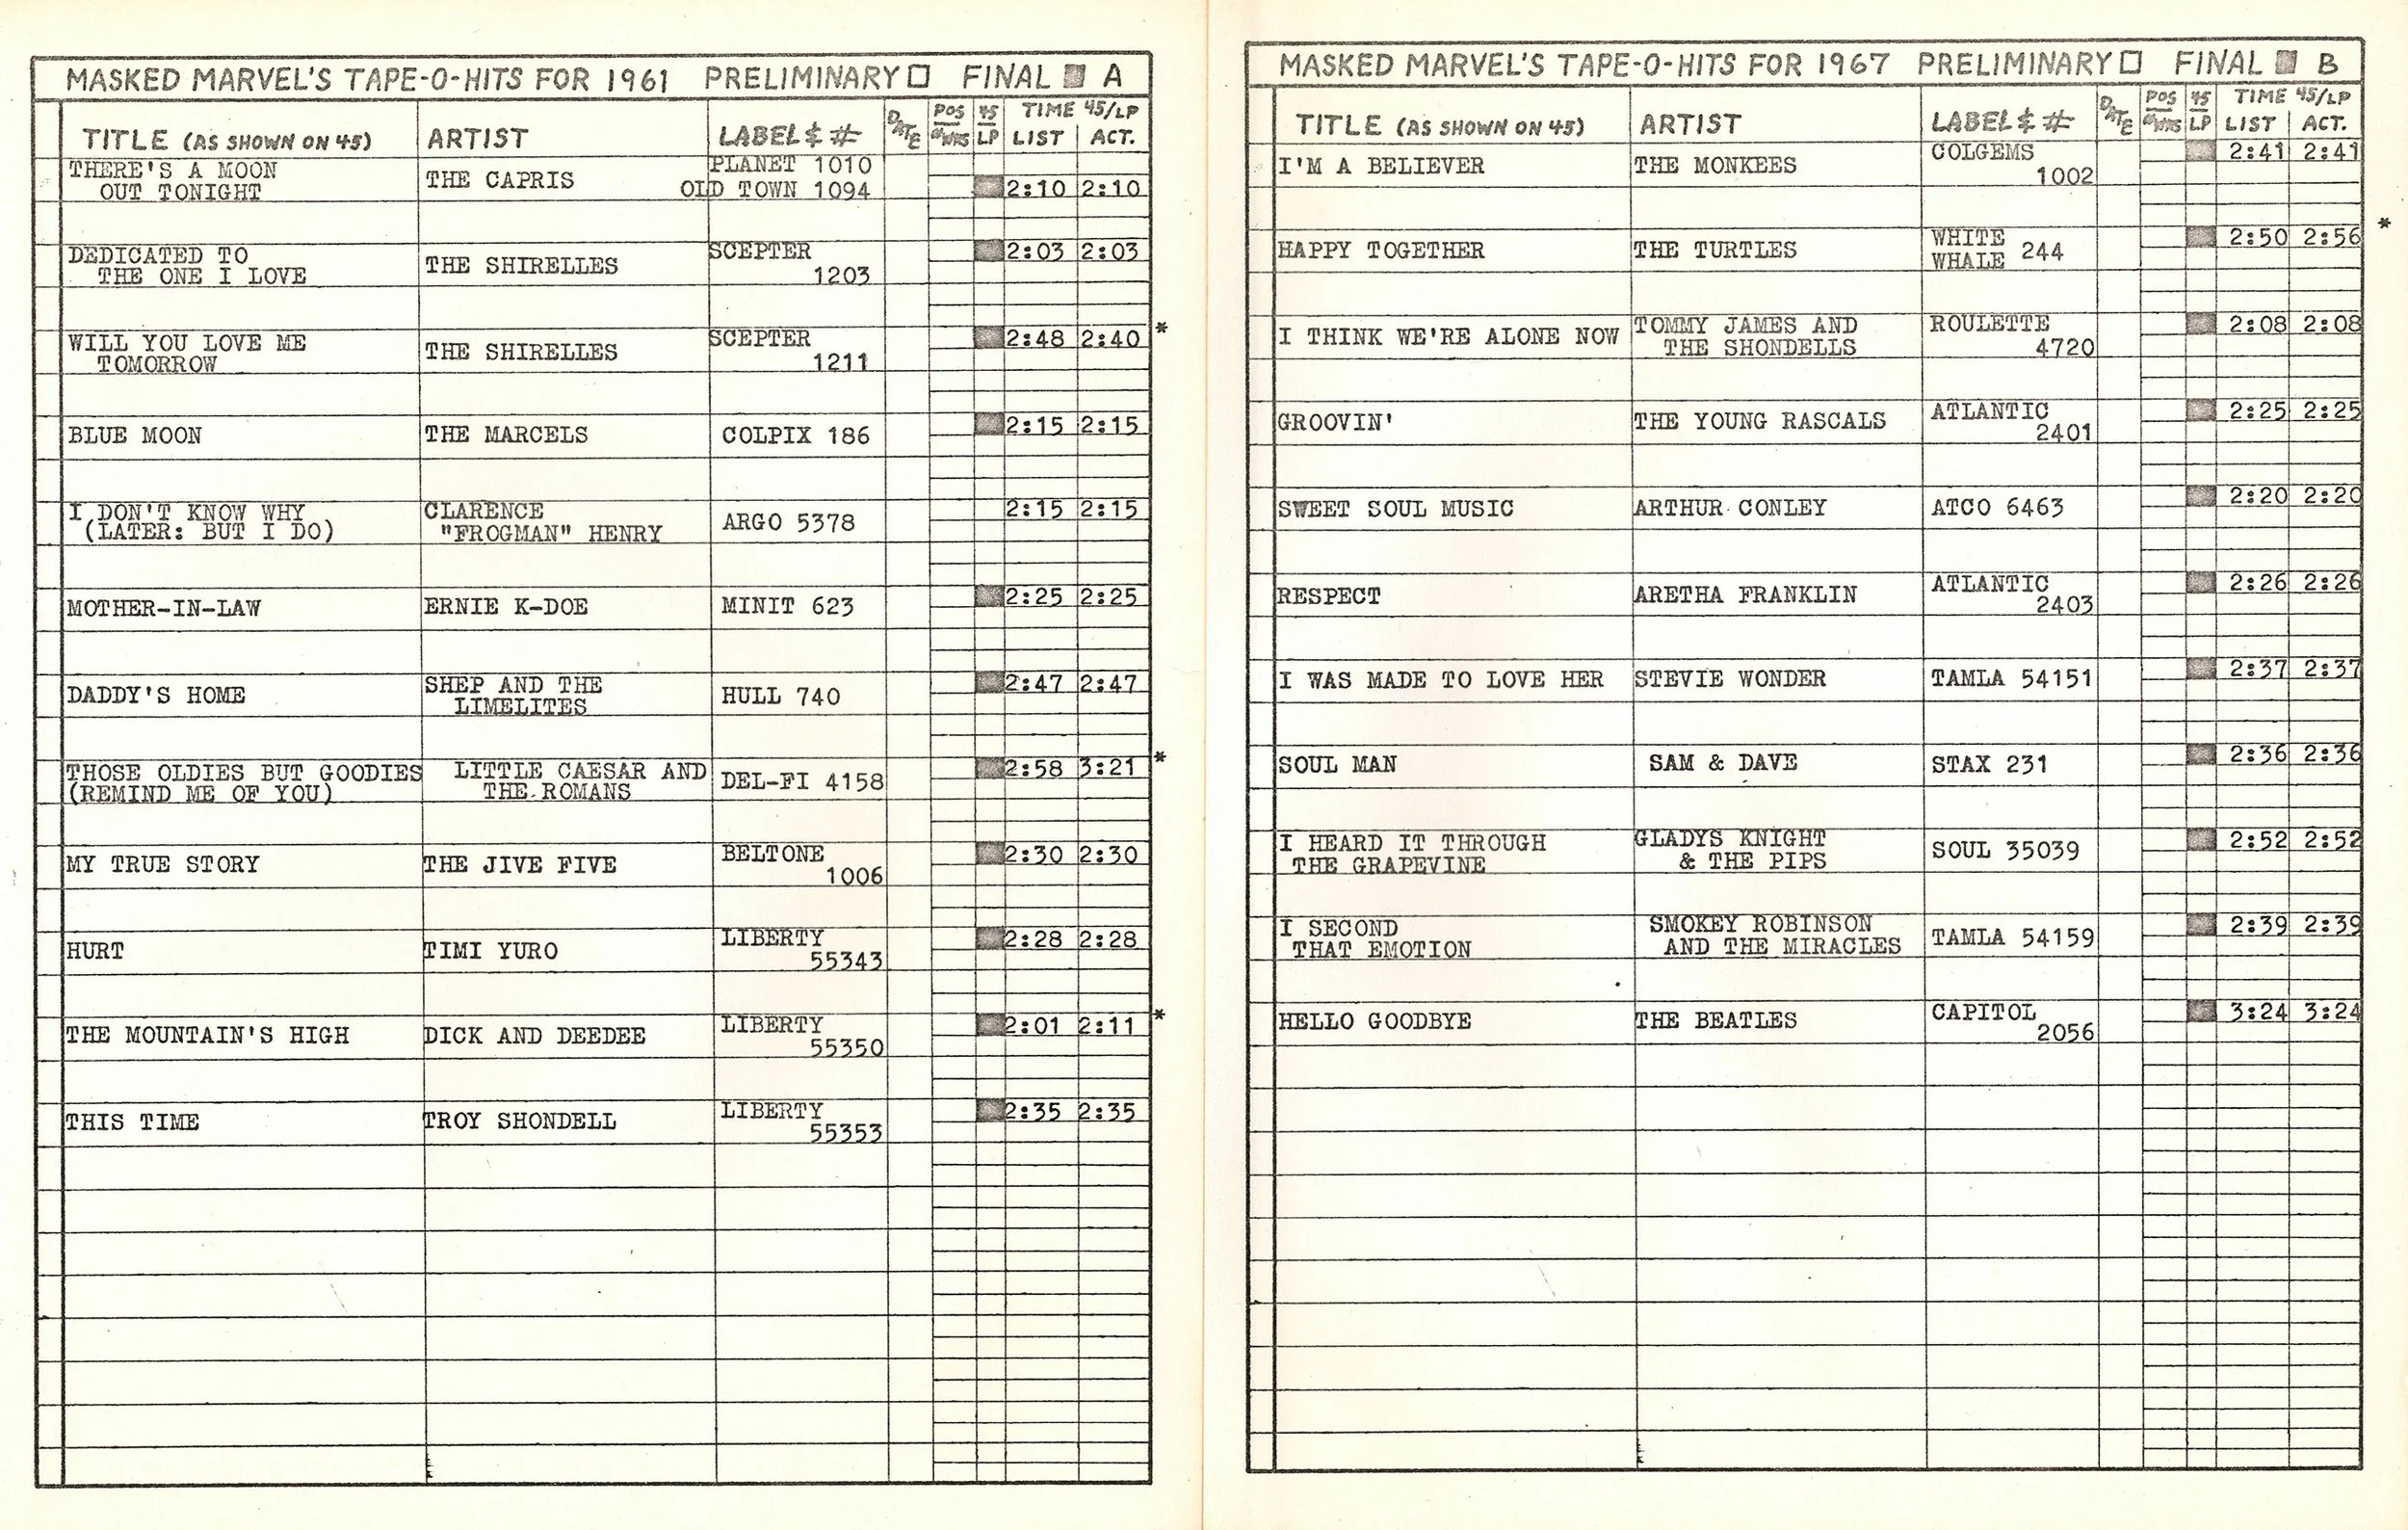 MASKED MARVEL'S TAPE-O-HITS FOR 1961 PRELIMINARY FINAL A
TITLE (AS SHOWN ON 45) ARTIST LABEL & # DATE POS # WKS 45 LP TIME 45/LP LIST ACT.
THERE'S A MOON
OUT TONIGHT
THE CAPRIS
PLANET 1010
OLD TOWN 1094
2:10 2:10
DEDICATED TO
THE ONE I LOVE
THE SHIRELLES
SCEPTER
1203
2:03 2:03
WILL YOU LOVE ME
TOMORROW
THE SHIRELLES
SCEPTER
1211
2:48 2:40 *
BLUE MOON THE MARCELS COLPIX 186 2:15 2:15
I DON'T KNOW WHY
(LATER: BUT I DO)
CLARENCE
"FROGMAN" HENRY
ARGO 5378
2:15 2:15
MOTHER-IN-LAW ERNIE K-DOE MINIT 623 2:25 2:25
DADDY'S HOME
SHEP AND THE
LIMELITES
HULL 740
2:47 2:47
THOSE OLDIES BUT GOODIES
(REMIND ME OF YOU)
LITTLE CAESAR AND
THE ROMANS
DEL-FI 4158
2:58 3:21 *
MY TRUE STORY THE JIVE FIVE
BELTONE
1006
2:30 2:30
HURT TIMI YURO
LIBERTY
55343
2:28 2:28
THE MOUNTAIN'S HIGH DICK AND DEEDEE
LIBERTY
55350
2:01 2:11 *
THIS TIME TROY SHONDELL
LIBERTY
55353
2:35 2:35
MASKED MARVEL'S TAPE-O-HITS FOR 1967 PRELIMINARY FINAL B
TITLE (AS SHOWN ON 45) ARTIST LABEL & # DATE POS # WKS 45 LP TIME 45/LP LIST ACT.
I'M A BELIEVER THE MONKEES
COLGEMS
1002
2:41 2:41
HAPPY TOGETHER THE TURTLES
WHITE
WHALE 244
2:50 2:56 *
I THINK WE'RE ALONE NOW
TOMMY JAMES AND
THE SHONDELLS
ROULETTE
4720
2:08 2:08
GROOVIN' THE YOUNG RASCALS
ATLANTIC
2401
2:25 2:25
SWEET SOUL MUSIC ARTHUR CONLEY ATCO 6463 2:20 2:20
RESPECT ARETHA FRANKLIN
ATLANTIC
2403
2:26 2:26
I WAS MADE TO LOVE HER STEVIE WONDER TAMLA 54151 2:37 2:37
SOUL MAN SAM & DAVE STAX 231 2:36 2:36
I HEARD IT THROUGH
THE GRAPEVINE
GLADYS KNIGHT
& THE PIPS
SOUL 35039
2:52 2:52
I SECOND
THAT EMOTION
SMOKEY ROBINSON
AND THE MIRACLES
TAMLA 54159
2:39 2:39
HELLO GOODBYE THE BEATLES
CAPITOL
2056
3:24 3:24